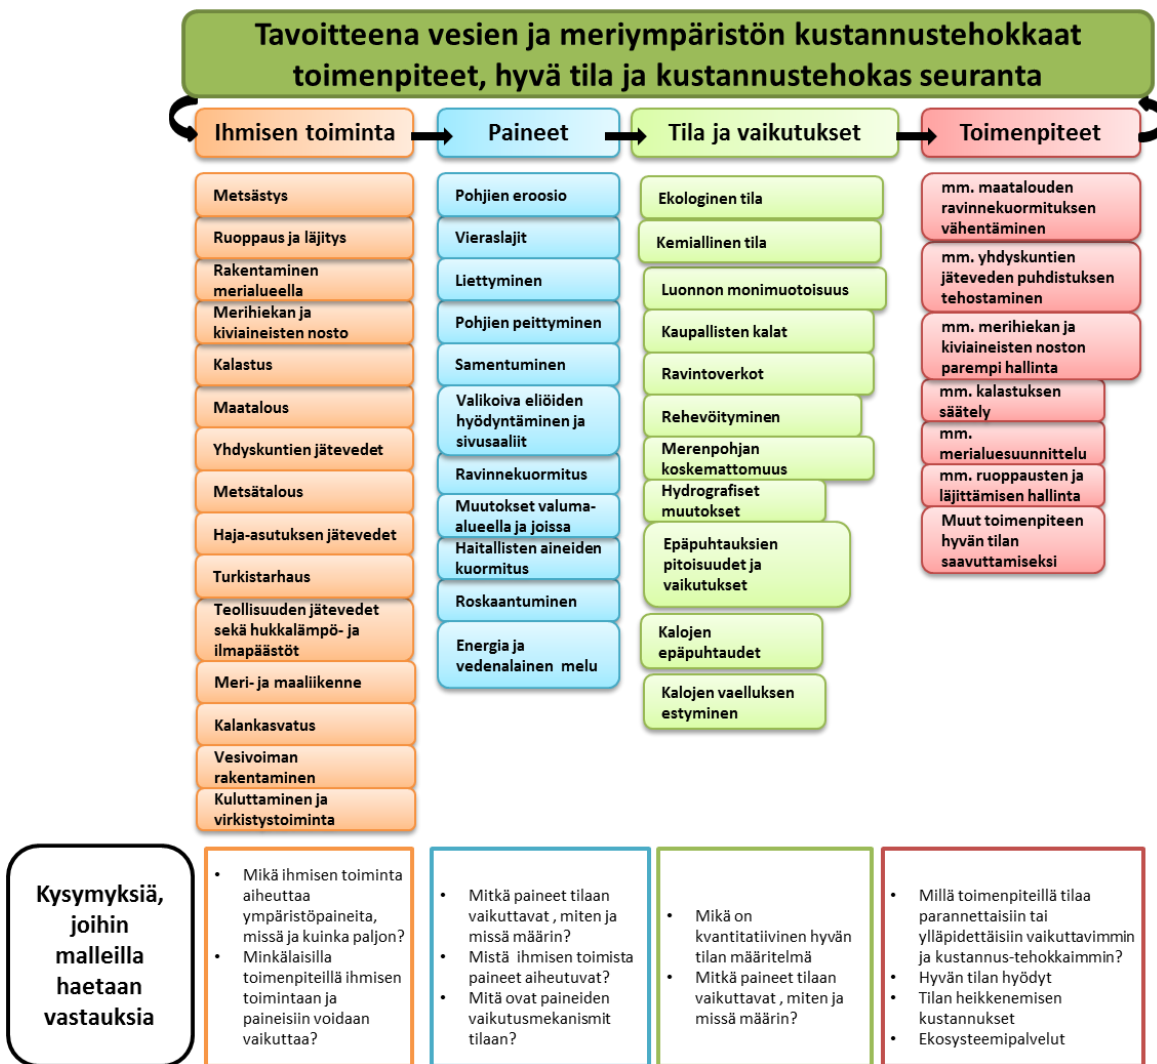 Tavoitteena vesien ja meriympäristön kustannustehokkaat
toimenpiteet, hyvä tila ja kustannustehokas seuranta
Ihmisen toiminta
Metsästys
Ruoppaus ja läjitys
Rakentaminen
merialueella
Merihiekan ja
kiviaineisten nosto
Kalastus
Maatalous
Yhdyskuntien jätevedet
Metsätalous
Haja-asutuksen jätevedet
Turkistarhaus
Teollisuuden jätevedet
sekä hukkalämpö- ja
ilmapäästöt
Meri- ja maaliikenne
Kalankasvatus
Vesivoiman
rakentaminen
Kuluttaminen ja
virkistystoiminta
Paineet
Pohjien eroosio
Vieraslajit
Liettyminen
Pohjien peittyminen
Samentuminen
Valikoiva eliöiden
hyödyntäminen ja
sivusaaliit
Ravinnekuormitus
Muutokset valuma-
alueella ja joissa
Haitallisten aineiden
kuormitus
Roskaantuminen
Energia ja
vedenalainen melu
Tila ja vaikutukset
Ekologinen tila
Kemiallinen tila
Luonnon monimuotoisuus
Kaupallisten kalat
Ravintoverkot
Rehevöityminen
Merenpohjan
koskemattomuus
Hydrografiset
muutokset
Epäpuhtauksien
pitoisuudet ja
vaikutukset
Kalojen
epäpuhtaudet
Kalojen vaelluksen
estyminen
Toimenpiteet
mm. maatalouden
ravinnekuormituksen
vähentäminen
mm. yhdyskuntien
jäteveden puhdistuksen
tehostaminen
mm. merihiekan ja
kiviaineisten noston
parempi hallinta
mm. kalastuksen
säätely
mm.
merialuesuunnittelu
mm. ruoppausten ja
läjittämisen hallinta
Muut toimenpiteen
hyvän tilan
saavuttamiseksi
Kysymyksiä,
joihin
malleilla
haetaan
vastauksia
• Mikä ihmisen toiminta
aiheuttaa
ympäristöpaineita,
missä ja kuinka paljon?
• Minkälaisilla
toimenpiteillä ihmisen
toimintaan ja
paineisiin voidaan
vaikuttaa?
• Mitkä paineet tilaan
vaikuttavat , miten ja
missä määrin?
• Mistä ihmisen toimista
paineet aiheutuvat?
• Mitä ovat paineiden
vaikutusmekanismit
tilaan?
• Mikä on
kvantitatiivinen hyvän
tilan määritelmä
• Mitkä paineet tilaan
vaikuttavat , miten ja
missä määrin?
• Millä toimenpiteillä tilaa
parannettaisiin tai
ylläpidettäisiin vaikuttavimmin
ja kustannus-tehokkaimmin?
• Hyvän tilan hyödyt
• Tilan heikkenemisen
kustannukset
• Ekosysteemipalvelut